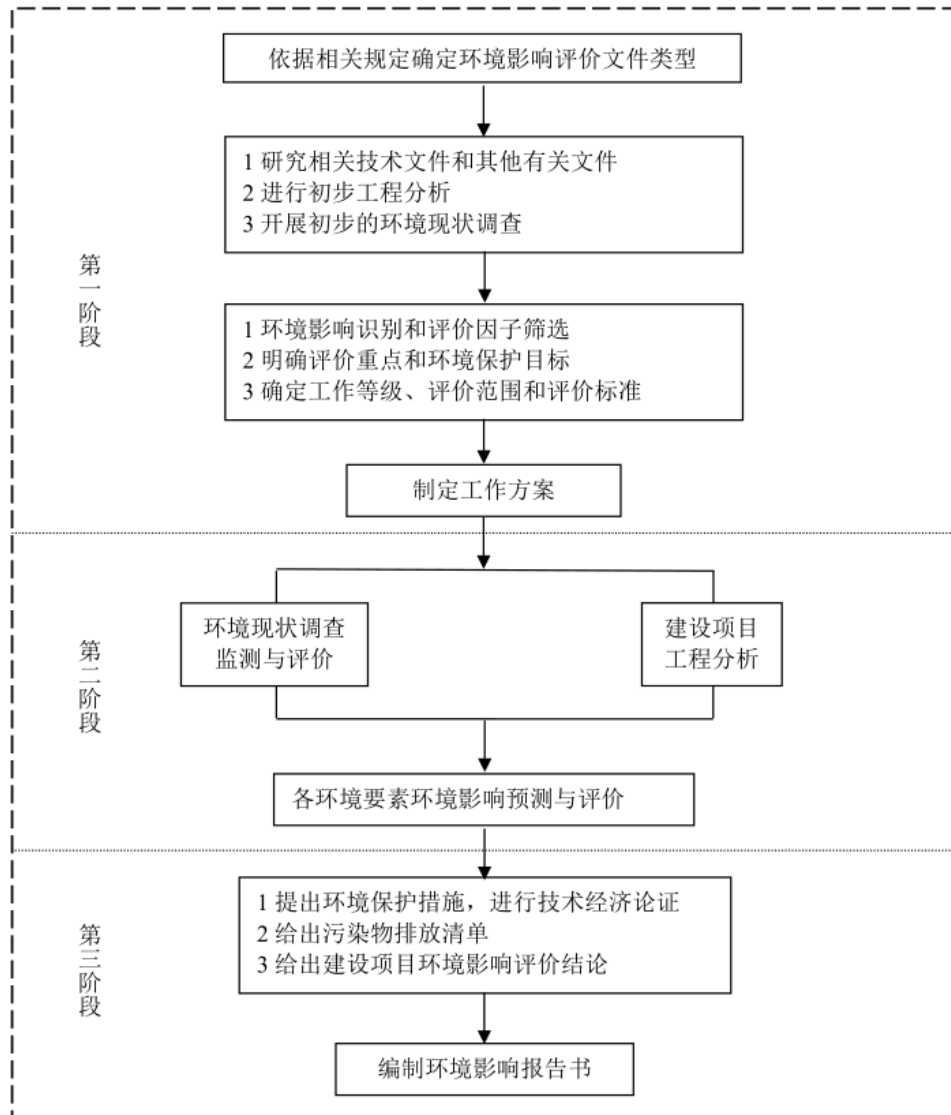 依据相关规定确定环境影响评价文件类型
1 研究相关技术文件和其他有关文件
2 进行初步工程分析
3 开展初步的环境现状调查
第一阶段
1 环境影响识别和评价因子筛选
2 明确评价重点和环境保护目标
3 确定工作等级、评价范围和评价标准
制定工作方案
第二阶段
环境现状调查
监测与评价
建设项目
工程分析
各环境要素环境影响预测与评价
第三阶段
1 提出环境保护措施，进行技术经济论证
2 给出污染物排放清单
3 给出建设项目环境影响评价结论
编制环境影响报告书